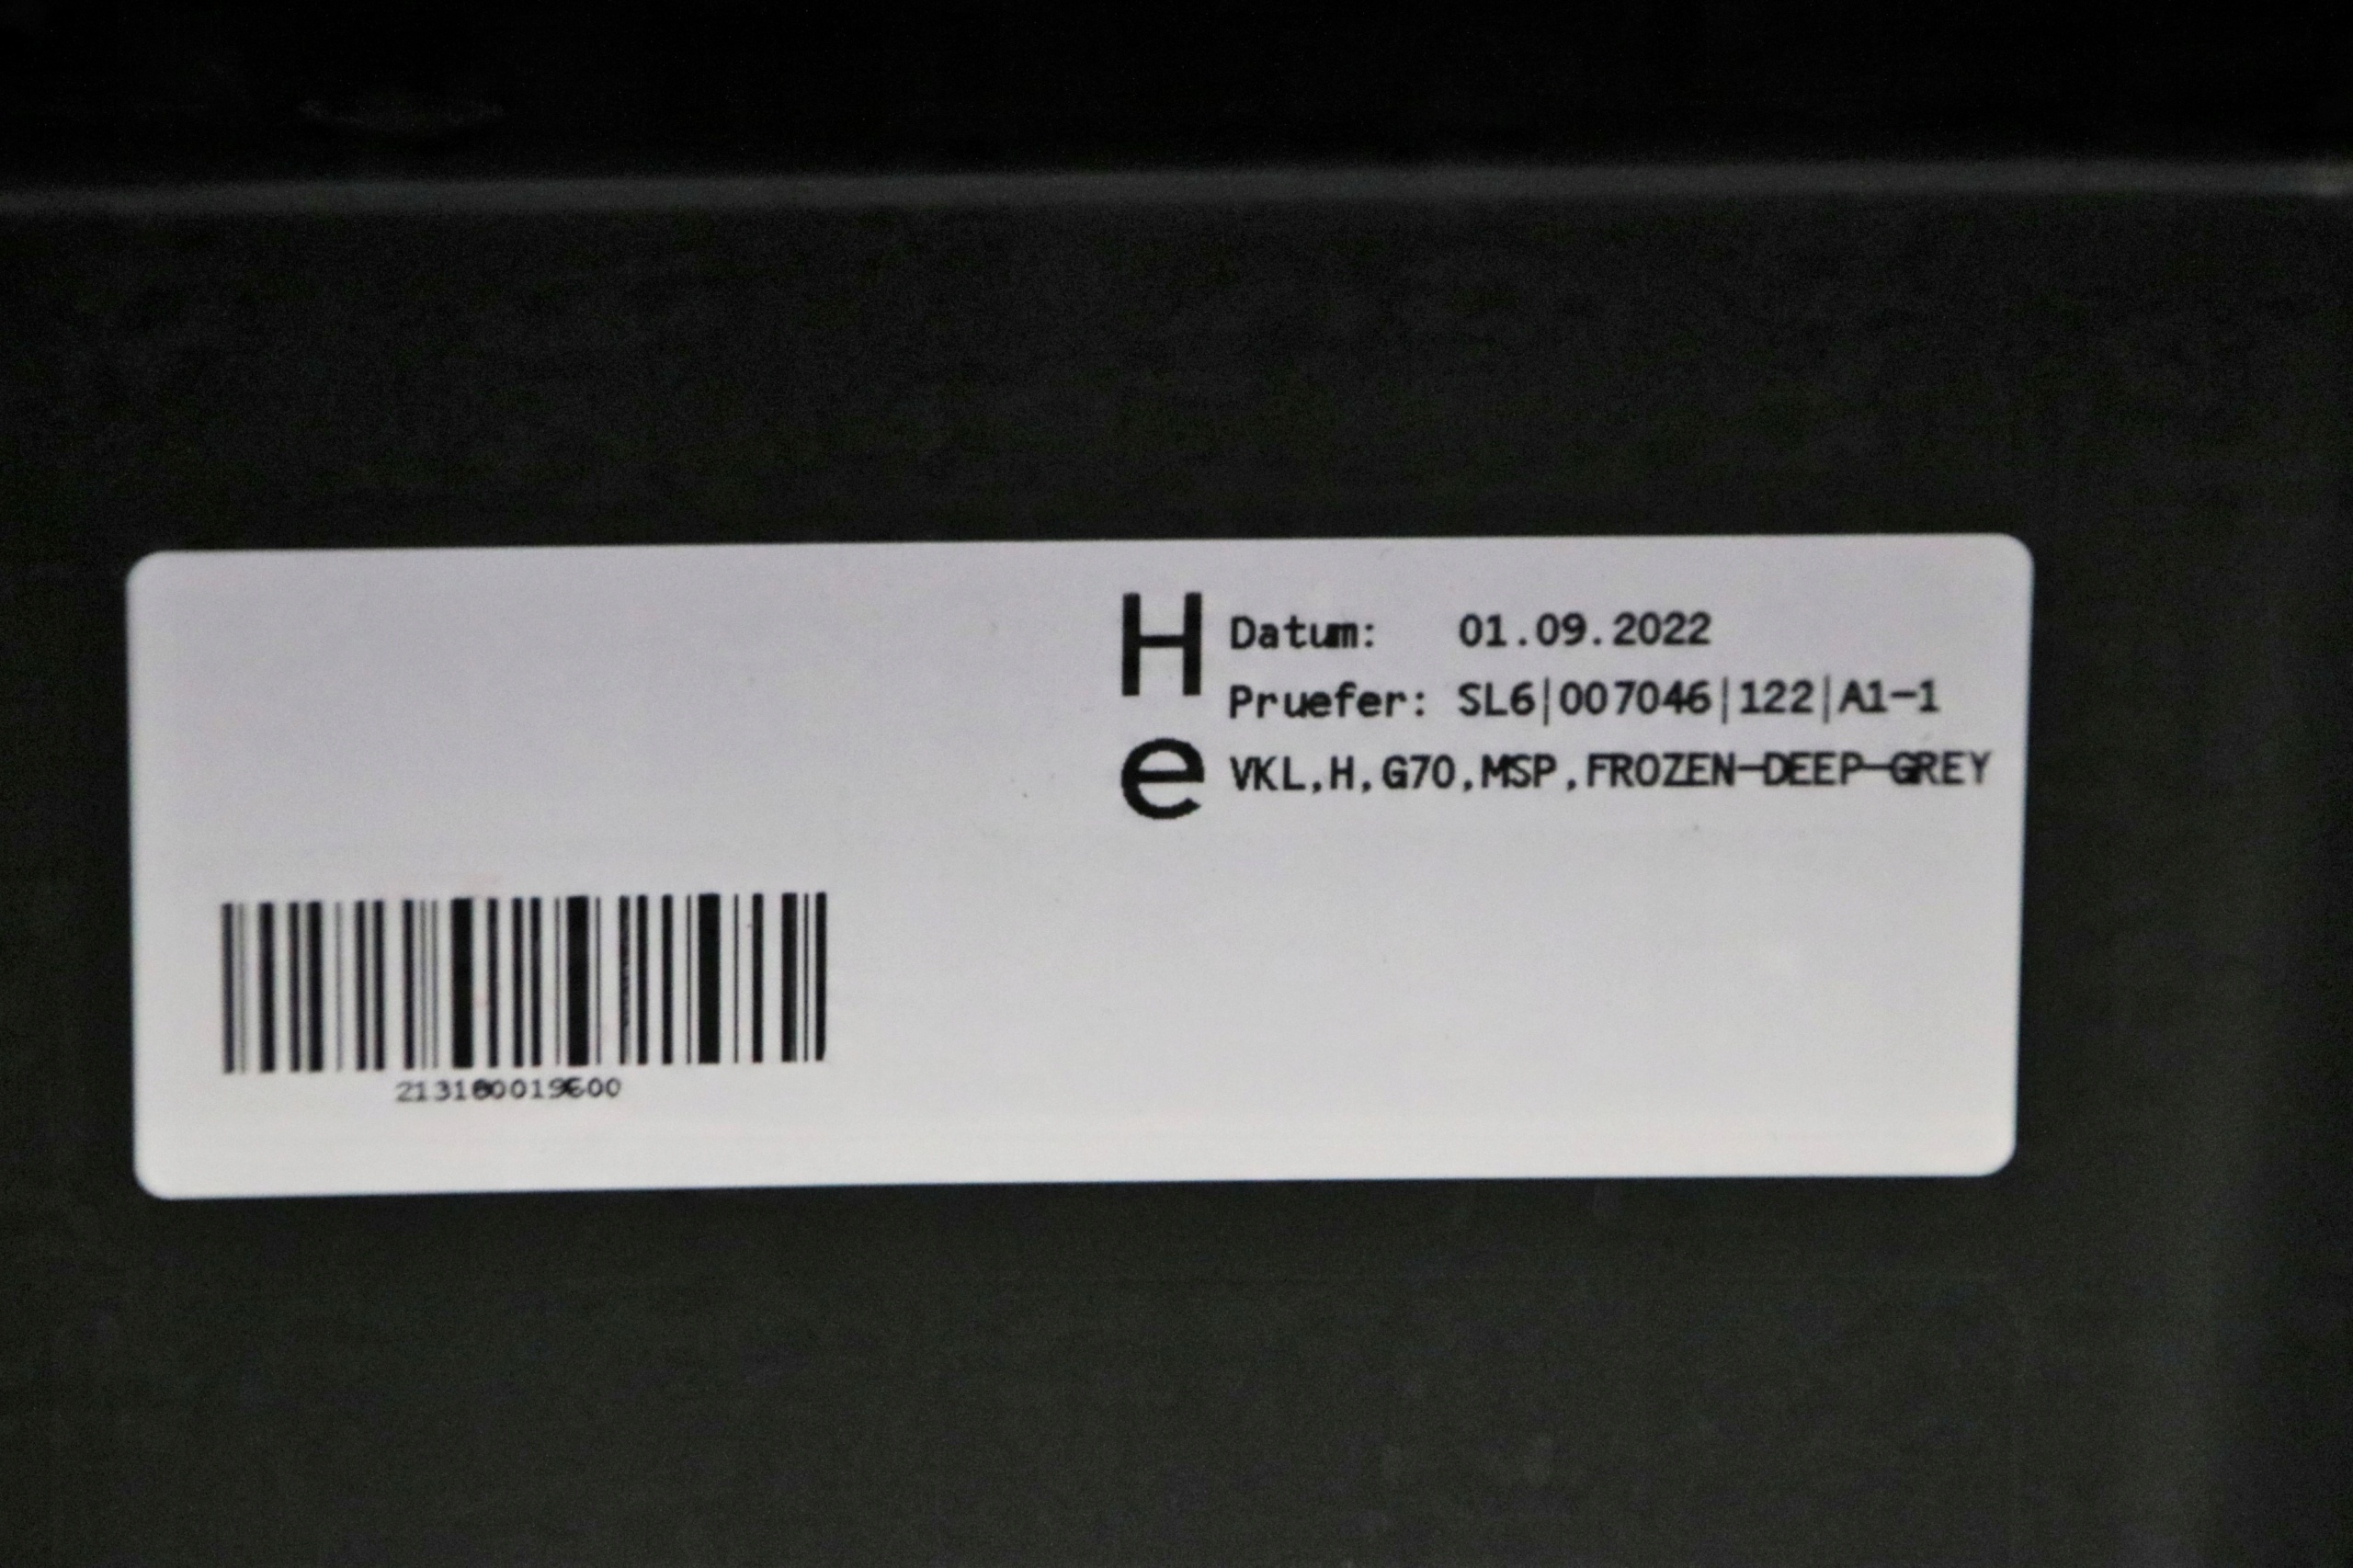 H
Datum: 01.09.2022
Pruefer: SL6|007046|122|A1-1
e
VKL,H,G70,MSP,FROZEN-DEEP-GREY